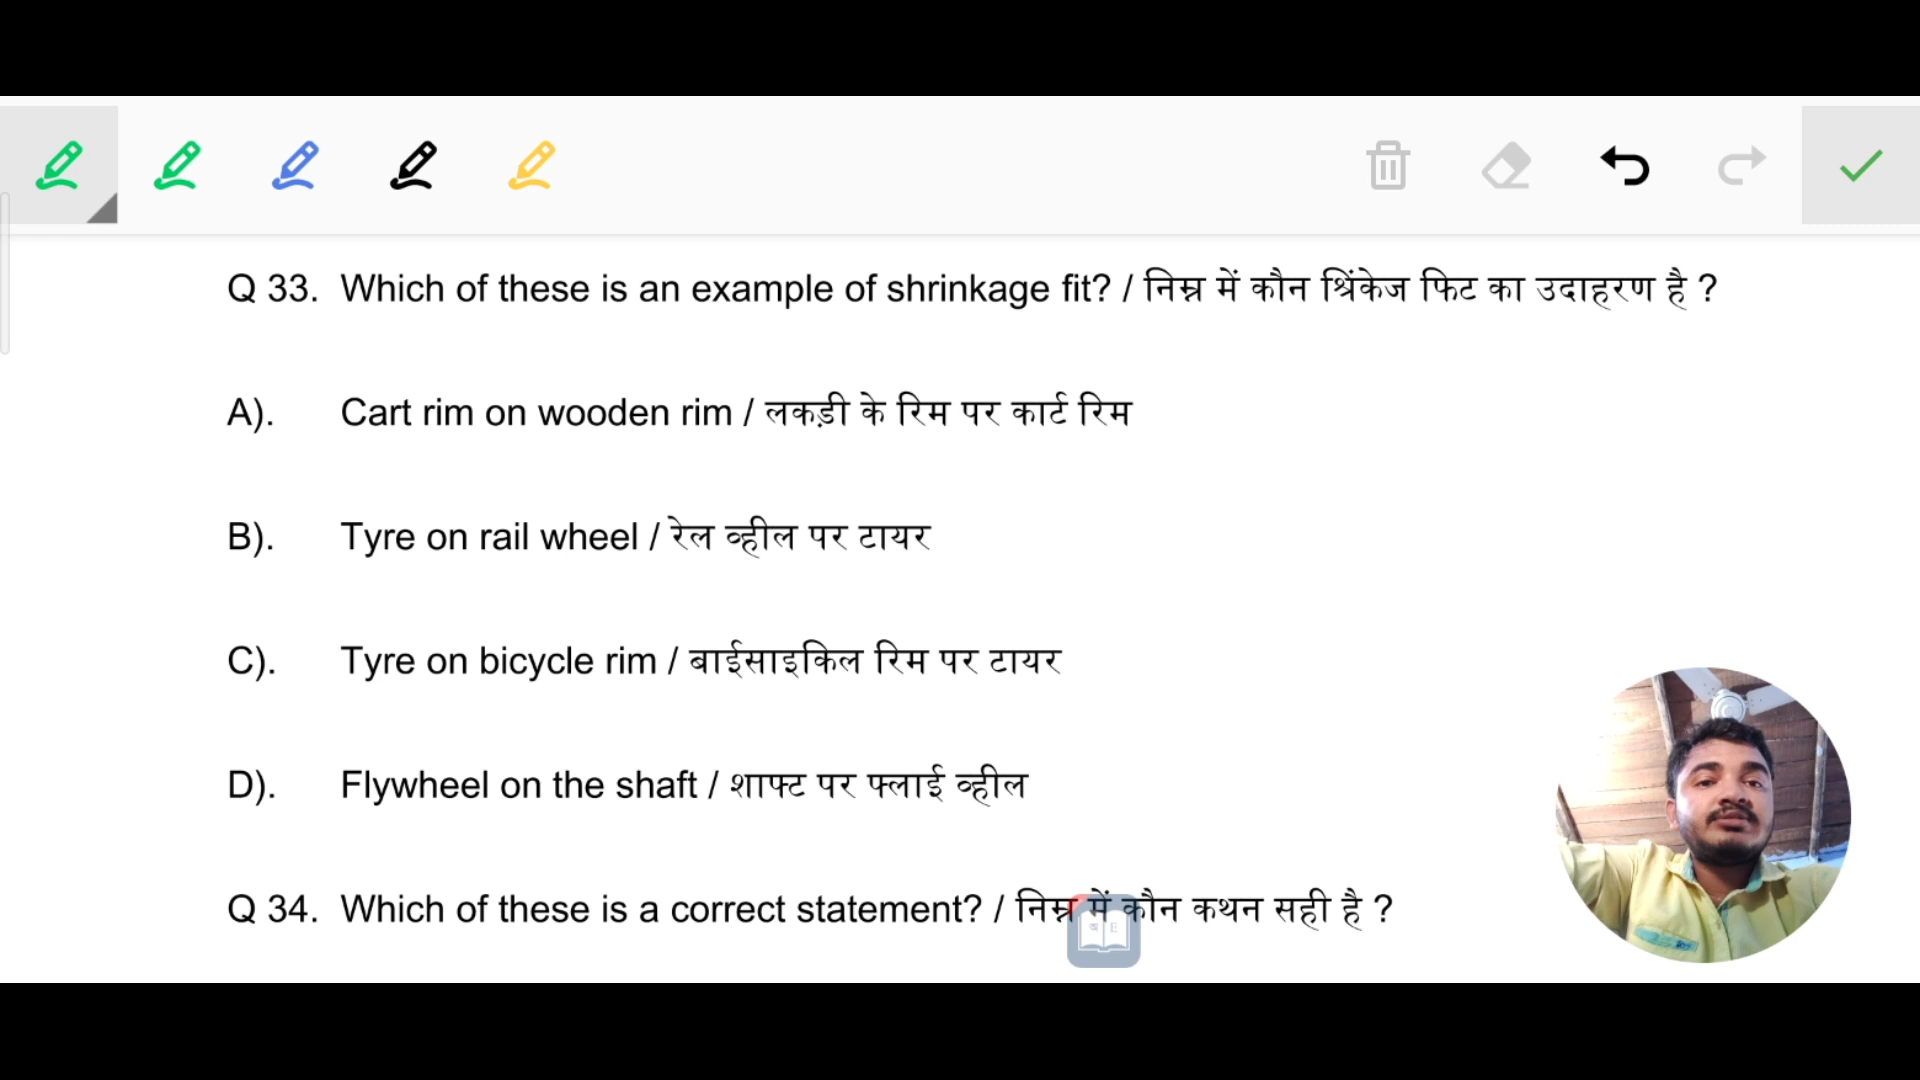 Q 33. Which of these is an example of shrinkage fit? / निम्न में कौन श्रिंकेज फिट का उदाहरण है ?
A). Cart rim on wooden rim / लकड़ी के रिम पर कार्ट रिम
B). Tyre on rail wheel / रेल व्हील पर टायर
C). Tyre on bicycle rim / बाईसाइकिल रिम पर टायर
D). Flywheel on the shaft / शाफ्ट पर फ्लाई व्हील
Q 34. Which of these is a correct statement? / निम्न में कौन कथन सही है ?